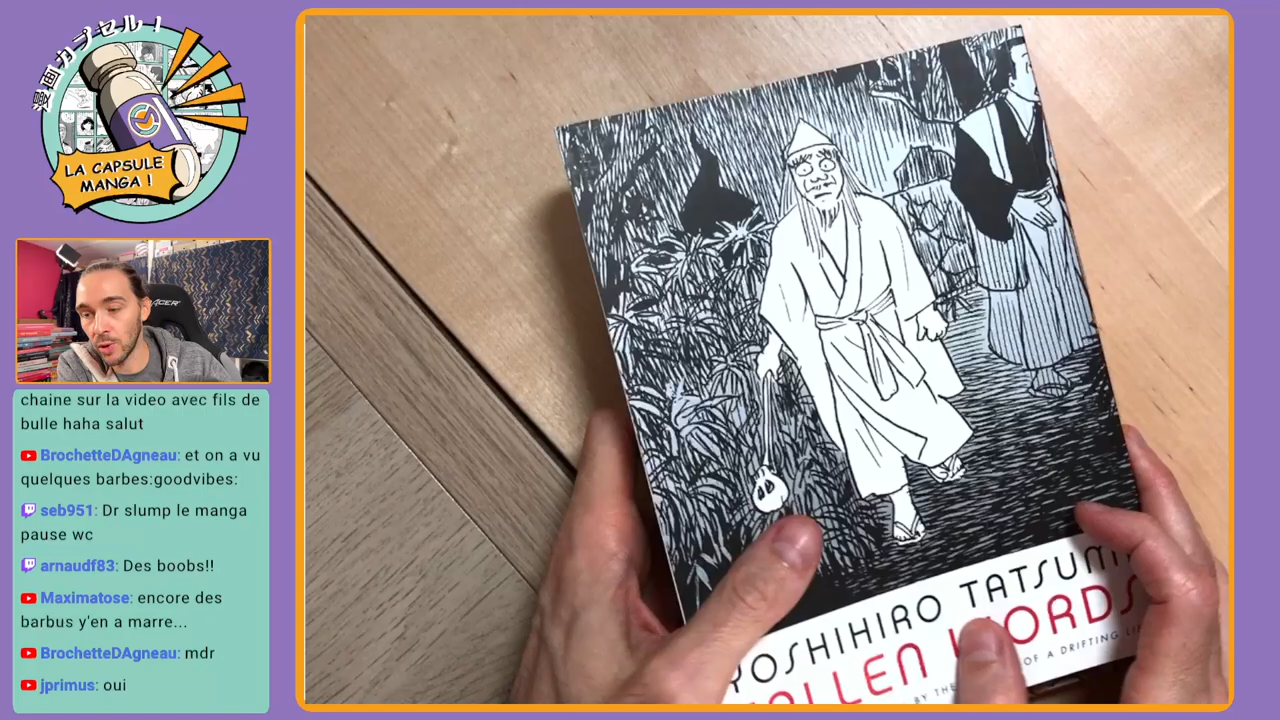 漫画カプセル！
LA CAPSULE
MANGA !
ACER
chaine sur la video avec fils de
bulle haha salut
BrochetteDAgneau: et on a vu
quelques barbes:goodvibes:
seb951: Dr slump le manga
pause wc
arnaudf83: Des boobs!!
Maximatose: encore des
barbus y'en a marre...
BrochetteDAgneau: mdr
jprimus: oui
YOSHIHIRO TATSUMI
FALLEN WORDS
BY THE OF A DRIFTING LIFE